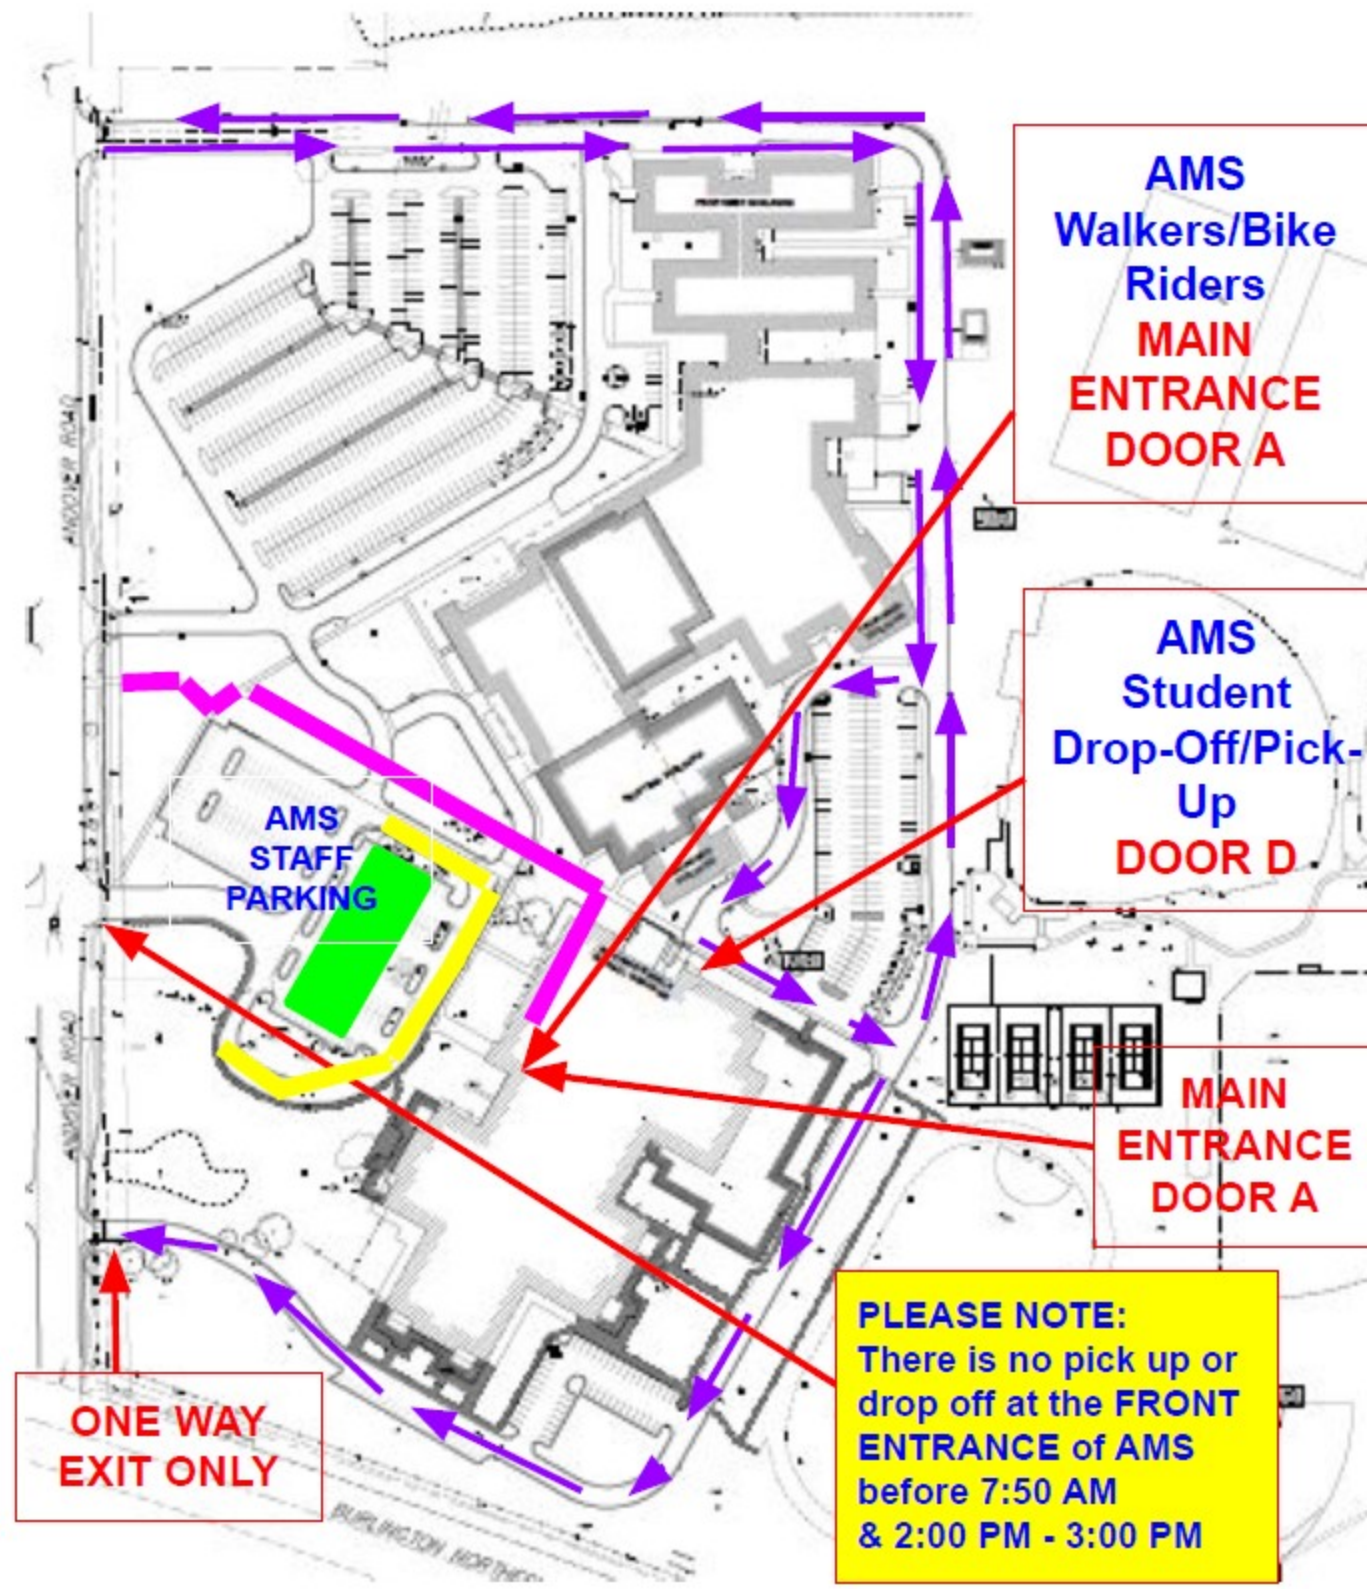 AMS
Walkers/Bike
Riders
MAIN
ENTRANCE
DOOR A
ANDOVER ROAD
AMS
Student
Drop-Off/Pick-
Up
DOOR D
AMS
STAFF
PARKING
ANDOVER ROAD
MAIN
ENTRANCE
DOOR A
PLEASE NOTE:
There is no pick up or
drop off at the FRONT
ENTRANCE of AMS
before 7:50 AM
& 2:00 PM - 3:00 PM
ONE WAY
EXIT ONLY
BURLINGTON